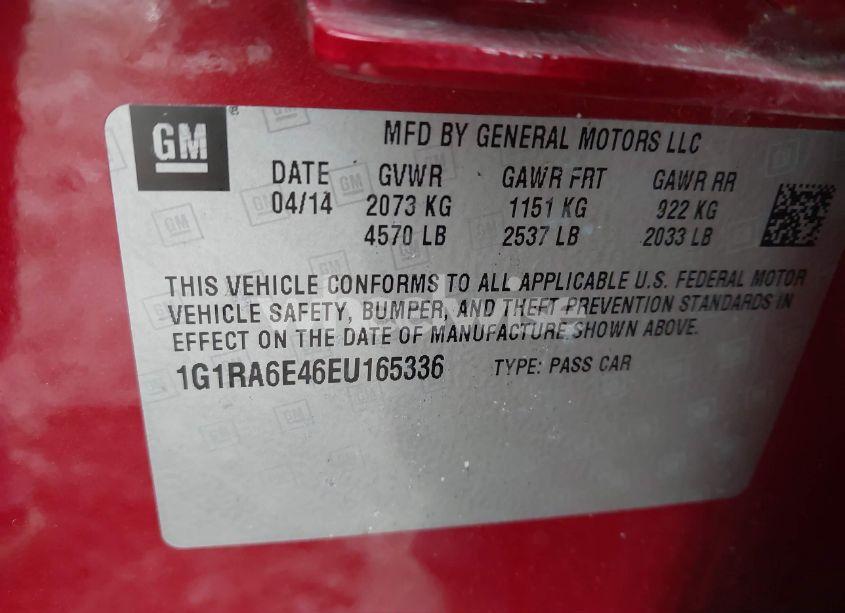 GM
MFD BY GENERAL MOTORS LLC
DATE GVWR GAWR FRT GAWR RR
04/14 2073 KG 1151 KG 922 KG
4570 LB 2537 LB 2033 LB
THIS VEHICLE CONFORMS TO ALL APPLICABLE U.S. FEDERAL MOTOR
VEHICLE SAFETY, BUMPER, AND THEFT PREVENTION STANDARDS IN
EFFECT ON THE DATE OF MANUFACTURE SHOWN ABOVE.
1G1RA6E46EU165336 TYPE: PASS CAR